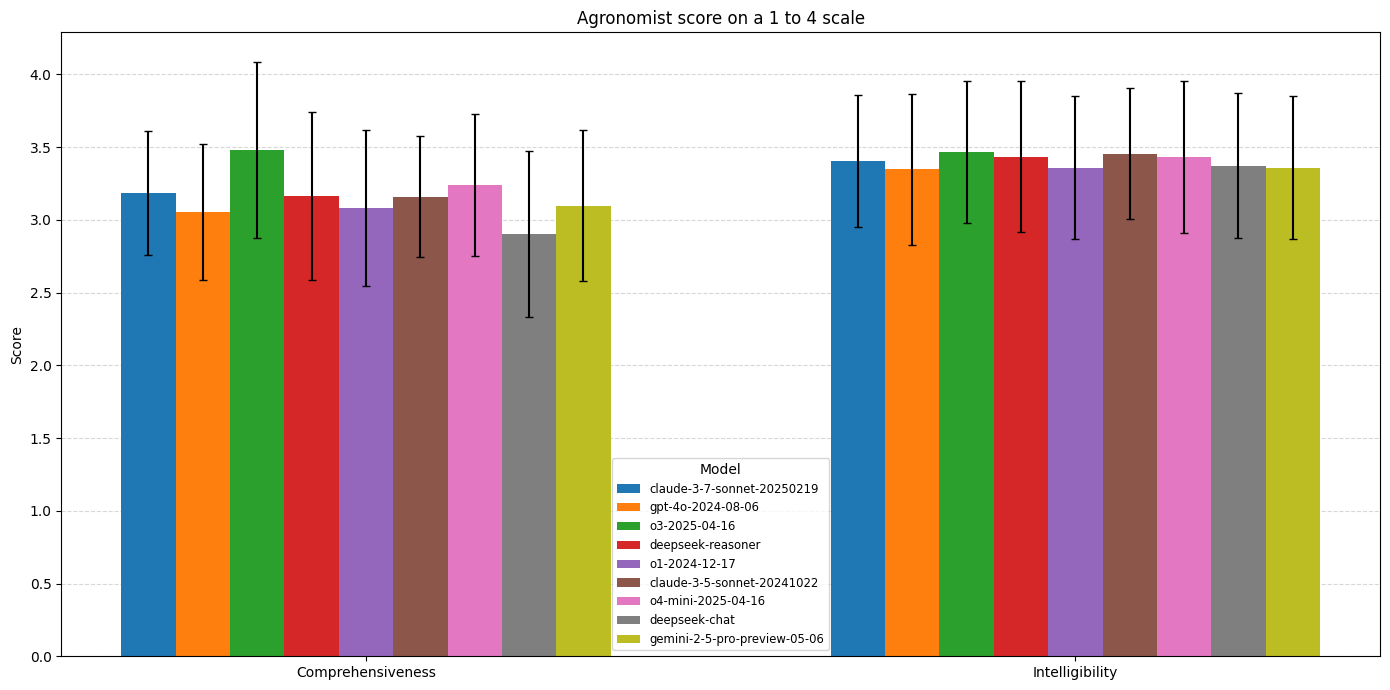 Agronomist score on a 1 to 4 scale
Score
4.0
3.5
3.0
2.5
2.0
1.5
1.0
0.5
0.0
Comprehensiveness
Intelligibility
Model
claude-3-7-sonnet-20250219
gpt-4o-2024-08-06
o3-2025-04-16
deepseek-reasoner
o1-2024-12-17
claude-3-5-sonnet-20241022
o4-mini-2025-04-16
deepseek-chat
gemini-2-5-pro-preview-05-06